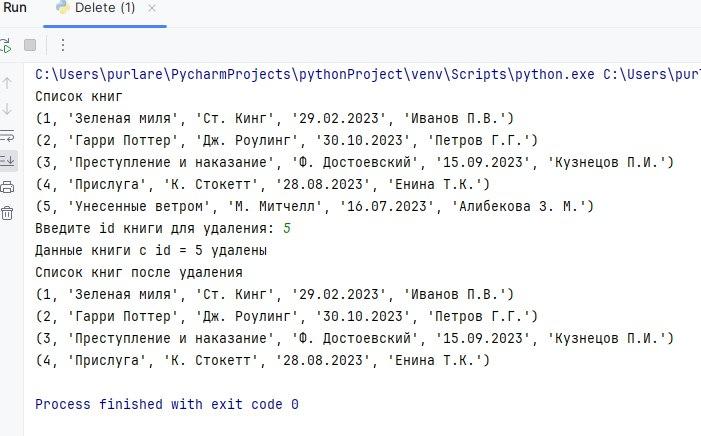 Run
Delete (1)
C:\Users\purlare\PycharmProjects\pythonProject\venv\Scripts\python.exe C:\Users\purl
Список книг
(1, 'Зеленая миля', 'Ст. Кинг', '29.02.2023', 'Иванов П.В.')
(2, 'Гарри Поттер', 'Дж. Роулинг', '30.10.2023', 'Петров Г.Г.')
(3, 'Преступление и наказание', 'Ф. Достоевский', '15.09.2023', 'Кузнецов П.И.')
(4, 'Прислуга', 'К. Стокетт', '28.08.2023', 'Енина Т.К.')
(5, 'Унесенные ветром', 'М. Митчелл', '16.07.2023', 'Алибекова З. М.')
Введите id книги для удаления: 5
Данные книги с id = 5 удалены
Список книг после удаления
(1, 'Зеленая миля', 'Ст. Кинг', '29.02.2023', 'Иванов П.В.')
(2, 'Гарри Поттер', 'Дж. Роулинг', '30.10.2023', 'Петров Г.Г.')
(3, 'Преступление и наказание', 'Ф. Достоевский', '15.09.2023', 'Кузнецов П.И.')
(4, 'Прислуга', 'К. Стокетт', '28.08.2023', 'Енина Т.К.')
Process finished with exit code 0